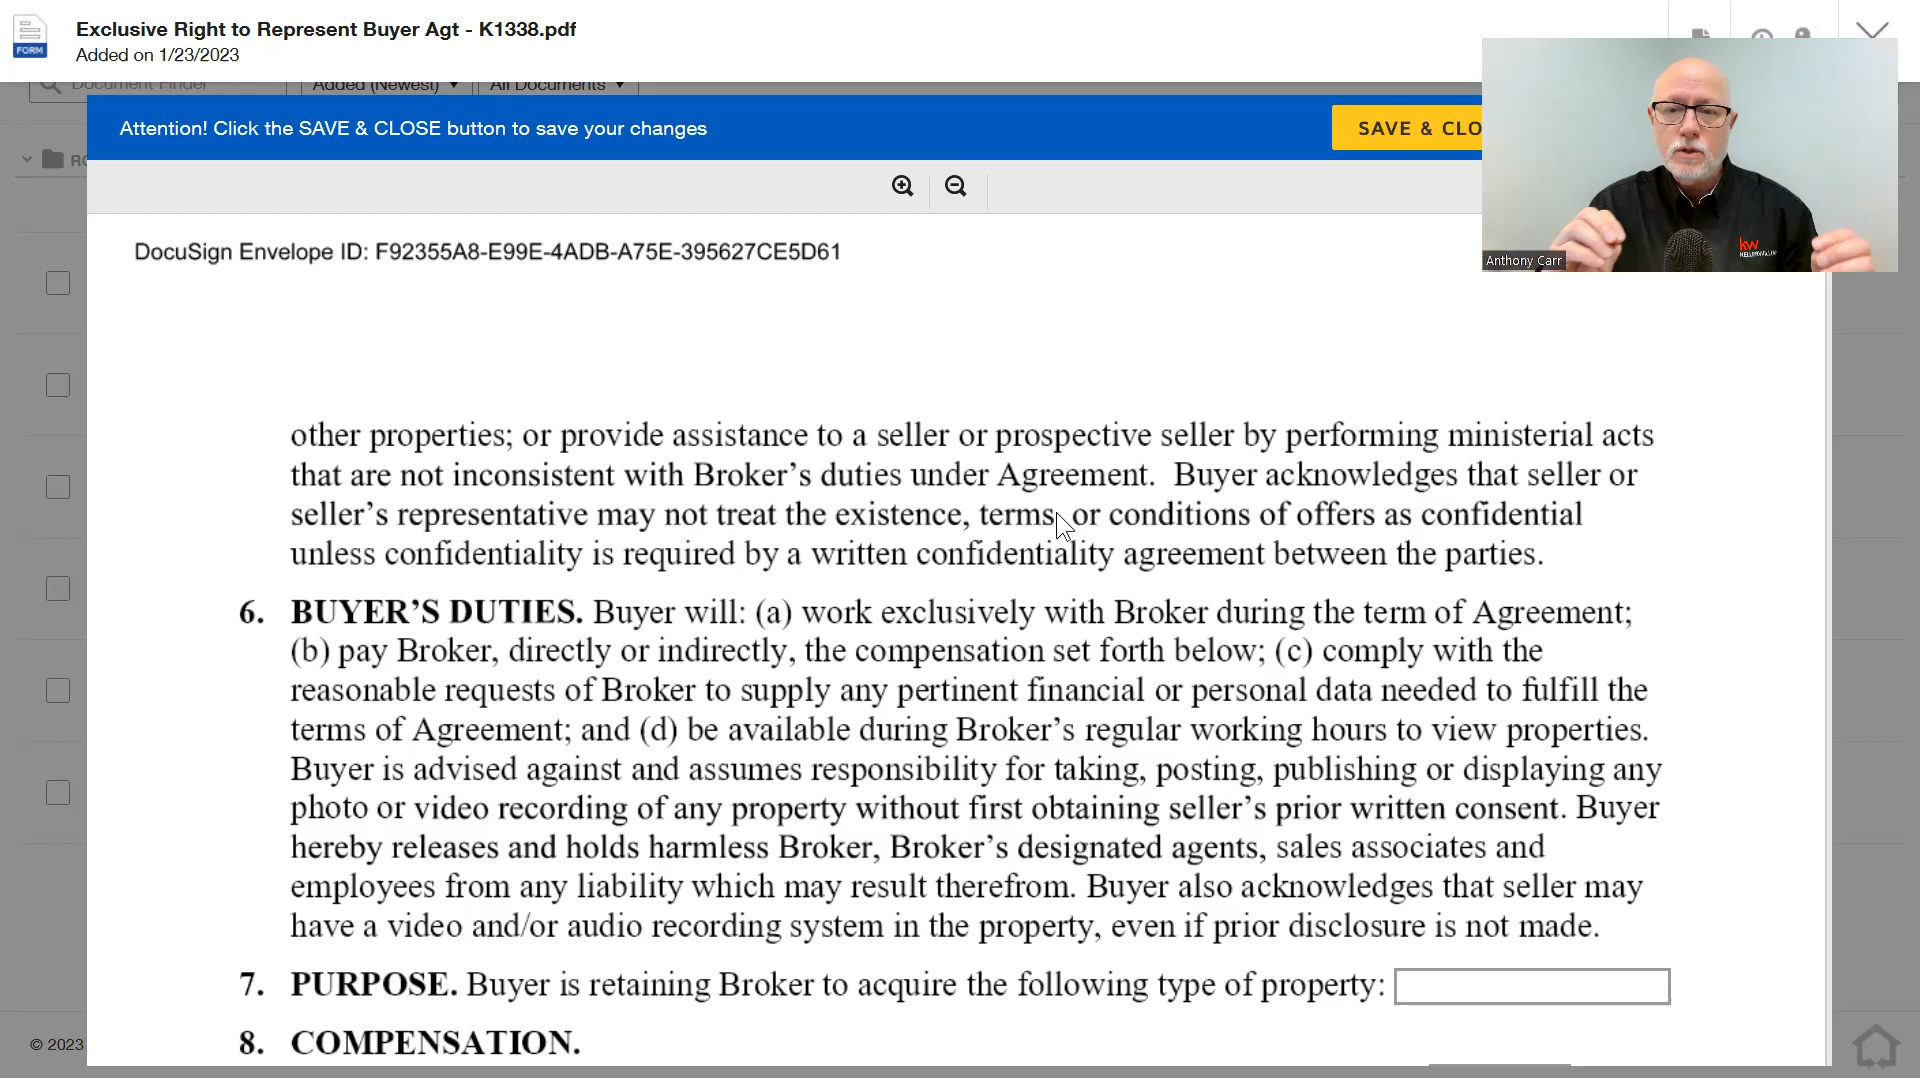 FORM
Exclusive Right to Represent Buyer Agt - K1338.pdf
Added on 1/23/2023
Document Finder
Added (Newest)
All Documents
Attention! Click the SAVE & CLOSE button to save your changes
SAVE & CLO
DocuSign Envelope ID: F92355A8-E99E-4ADB-A75E-395627CE5D61
kw
Anthony Carr
other properties; or provide assistance to a seller or prospective seller by performing ministerial acts
that are not inconsistent with Broker’s duties under Agreement. Buyer acknowledges that seller or
seller’s representative may not treat the existence, terms, or conditions of offers as confidential
unless confidentiality is required by a written confidentiality agreement between the parties.
6. BUYER’S DUTIES. Buyer will: (a) work exclusively with Broker during the term of Agreement;
(b) pay Broker, directly or indirectly, the compensation set forth below; (c) comply with the
reasonable requests of Broker to supply any pertinent financial or personal data needed to fulfill the
terms of Agreement; and (d) be available during Broker’s regular working hours to view properties.
Buyer is advised against and assumes responsibility for taking, posting, publishing or displaying any
photo or video recording of any property without first obtaining seller’s prior written consent. Buyer
hereby releases and holds harmless Broker, Broker’s designated agents, sales associates and
employees from any liability which may result therefrom. Buyer also acknowledges that seller may
have a video and/or audio recording system in the property, even if prior disclosure is not made.
7. PURPOSE. Buyer is retaining Broker to acquire the following type of property:
8. COMPENSATION.
© 2023